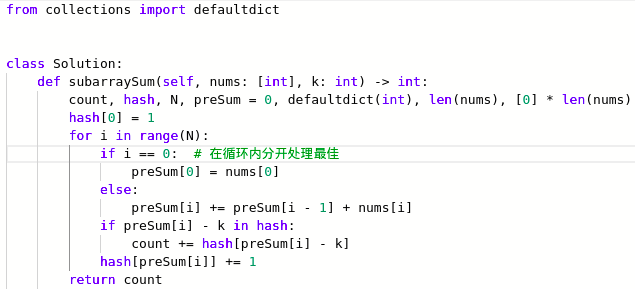 from collections import defaultdict
class Solution:
    def subarraySum(self, nums: [int], k: int) -> int:
        count, hash, N, preSum = 0, defaultdict(int), len(nums), [0] * len(nums)
        hash[0] = 1
        for i in range(N):
            if i == 0:  # 在循环内分开处理最佳
                preSum[0] = nums[0]
            else:
                preSum[i] += preSum[i - 1] + nums[i]
            if preSum[i] - k in hash:
                count += hash[preSum[i] - k]
            hash[preSum[i]] += 1
        return count